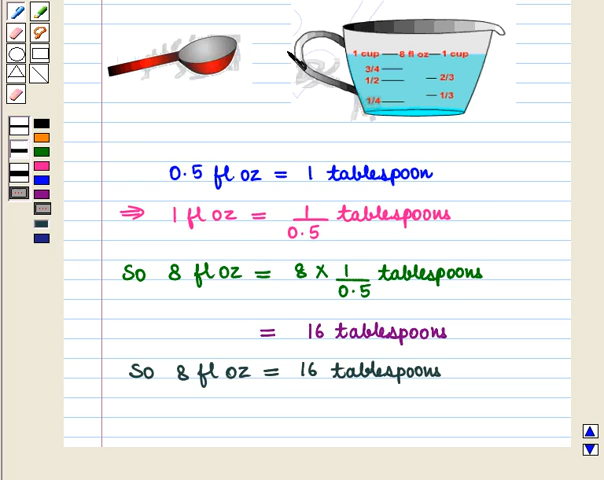 1 cup 8 fl oz 1 cup
3/4
2/3
1/2
1/3
1/4
0.5 fl oz = 1 tablespoon
⇒ 1 fl oz = 1/0.5 tablespoons
So 8 fl oz = 8 × 1/0.5 tablespoons
= 16 tablespoons
So 8 fl oz = 16 tablespoons